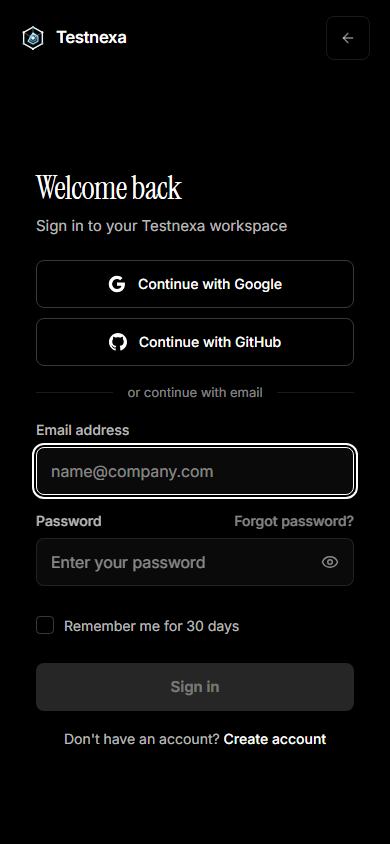 Testnexa
Welcome back
Sign in to your Testnexa workspace
Continue with Google
Continue with GitHub
or continue with email
Email address
name@company.com
Password Forgot password?
Enter your password
Remember me for 30 days
Sign in
Don't have an account? Create account